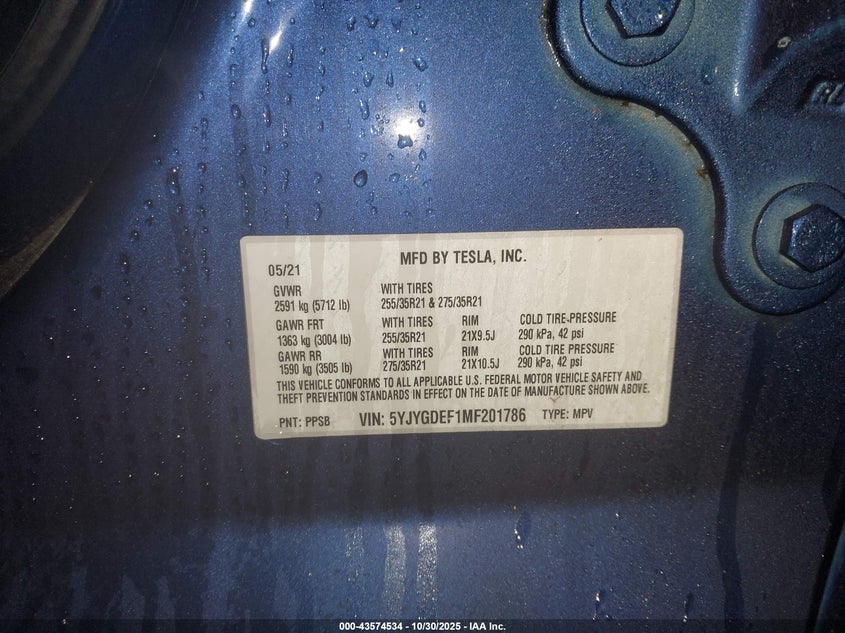 MFD BY TESLA, INC.
05/21
GVWR WITH TIRES
2591 kg (5712 lb) 255/35R21 & 275/35R21
GAWR FRT WITH TIRES RIM COLD TIRE-PRESSURE
1363 kg (3004 lb) 255/35R21 21X9.5J 290 kPa, 42 psi
GAWR RR WITH TIRES RIM COLD TIRE PRESSURE
1590 kg (3505 lb) 275/35R21 21X10.5J 290 kPa, 42 psi
THIS VEHICLE CONFORMS TO ALL APPLICABLE U.S. FEDERAL MOTOR VEHICLE SAFETY AND
THEFT PREVENTION STANDARDS IN EFFECT ON THE DATE OF MANUFACTURE SHOWN ABOVE.
PNT: PPSB VIN: 5YJYGDEF1MF201786 TYPE: MPV
000-43574534 - 10/30/2025 - IAA Inc.